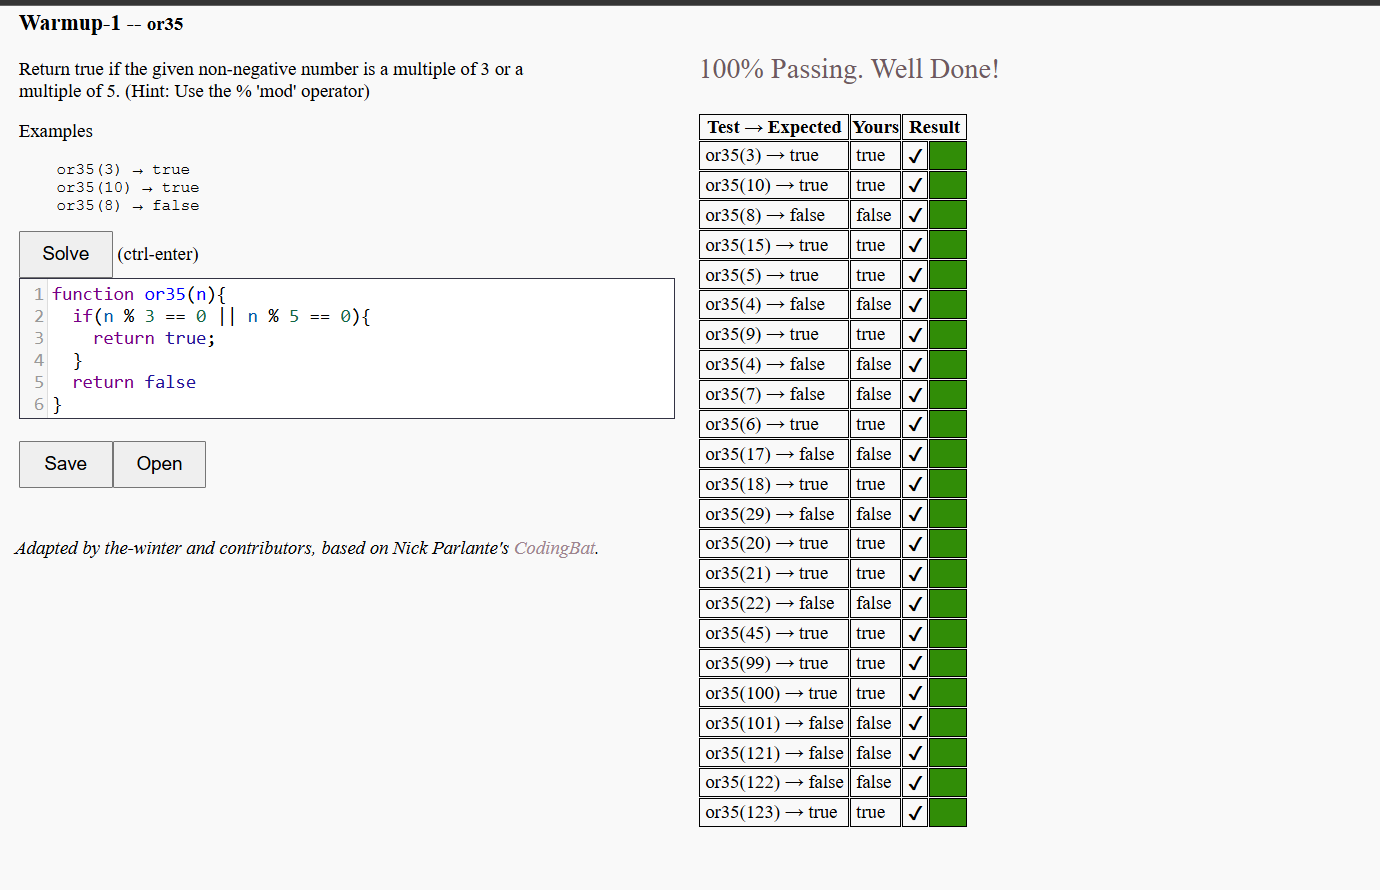 Warmup-1 -- or35
Return true if the given non-negative number is a multiple of 3 or a
multiple of 5. (Hint: Use the % 'mod' operator)
Examples
or35(3) → true
or35(10) → true
or35(8) → false
Solve (ctrl-enter)
1 function or35(n){
2   if(n % 3 == 0 || n % 5 == 0){
3     return true;
4   }
5   return false
6 }
Save Open
Adapted by the-winter and contributors, based on Nick Parlante's CodingBat.
100% Passing. Well Done!
Test → Expected Yours Result
or35(3) → true true ✓
or35(10) → true true ✓
or35(8) → false false ✓
or35(15) → true true ✓
or35(5) → true true ✓
or35(4) → false false ✓
or35(9) → true true ✓
or35(4) → false false ✓
or35(7) → false false ✓
or35(6) → true true ✓
or35(17) → false false ✓
or35(18) → true true ✓
or35(29) → false false ✓
or35(20) → true true ✓
or35(21) → true true ✓
or35(22) → false false ✓
or35(45) → true true ✓
or35(99) → true true ✓
or35(100) → true true ✓
or35(101) → false false ✓
or35(121) → false false ✓
or35(122) → false false ✓
or35(123) → true true ✓